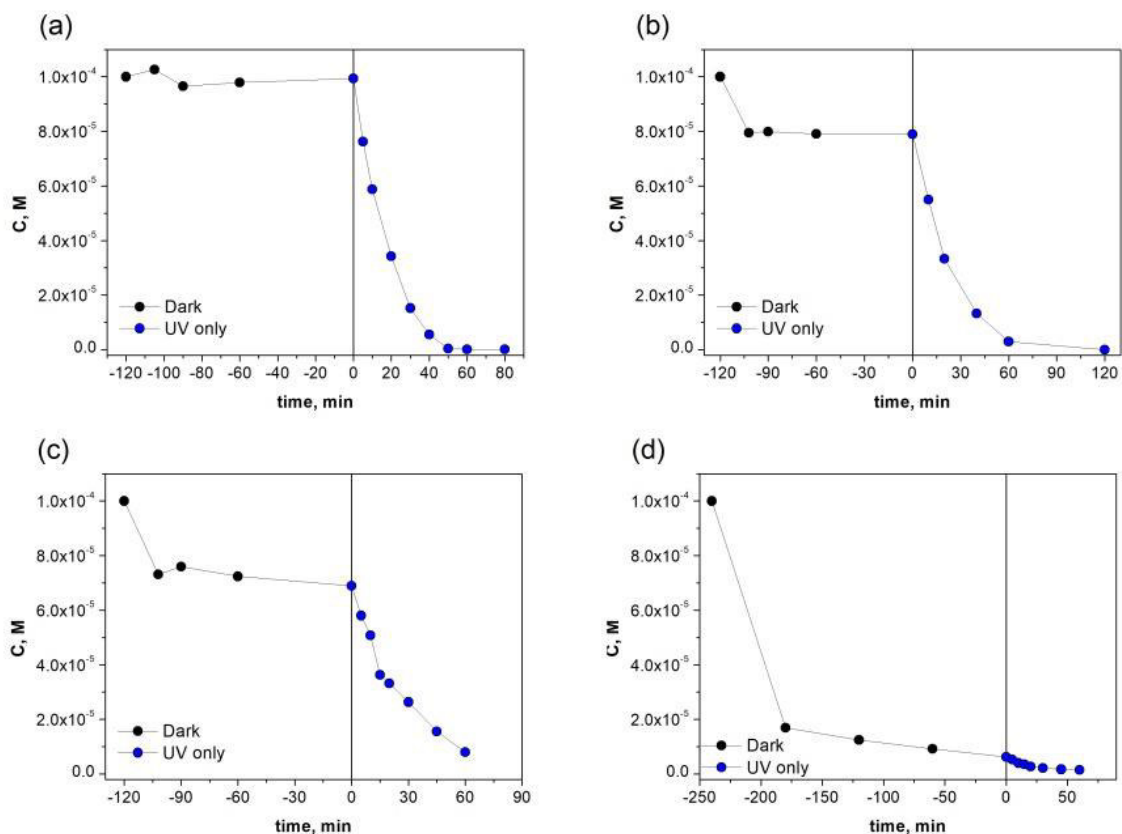 (a)
1.0x10⁻⁴
8.0x10⁻⁵
6.0x10⁻⁵
4.0x10⁻⁵
2.0x10⁻⁵
0.0
C, M
Dark
UV only
-120 -100 -80 -60 -40 -20 0 20 40 60 80
time, min
(b)
1.0x10⁻⁴
8.0x10⁻⁵
6.0x10⁻⁵
4.0x10⁻⁵
2.0x10⁻⁵
0.0
C, M
Dark
UV only
-120 -90 -60 -30 0 30 60 90 120
time, min
(c)
1.0x10⁻⁴
8.0x10⁻⁵
6.0x10⁻⁵
4.0x10⁻⁵
2.0x10⁻⁵
0.0
C, M
Dark
UV only
-120 -90 -60 -30 0 30 60 90
time, min
(d)
1.0x10⁻⁴
8.0x10⁻⁵
6.0x10⁻⁵
4.0x10⁻⁵
2.0x10⁻⁵
0.0
C, M
Dark
UV only
-250 -200 -150 -100 -50 0 50
time, min